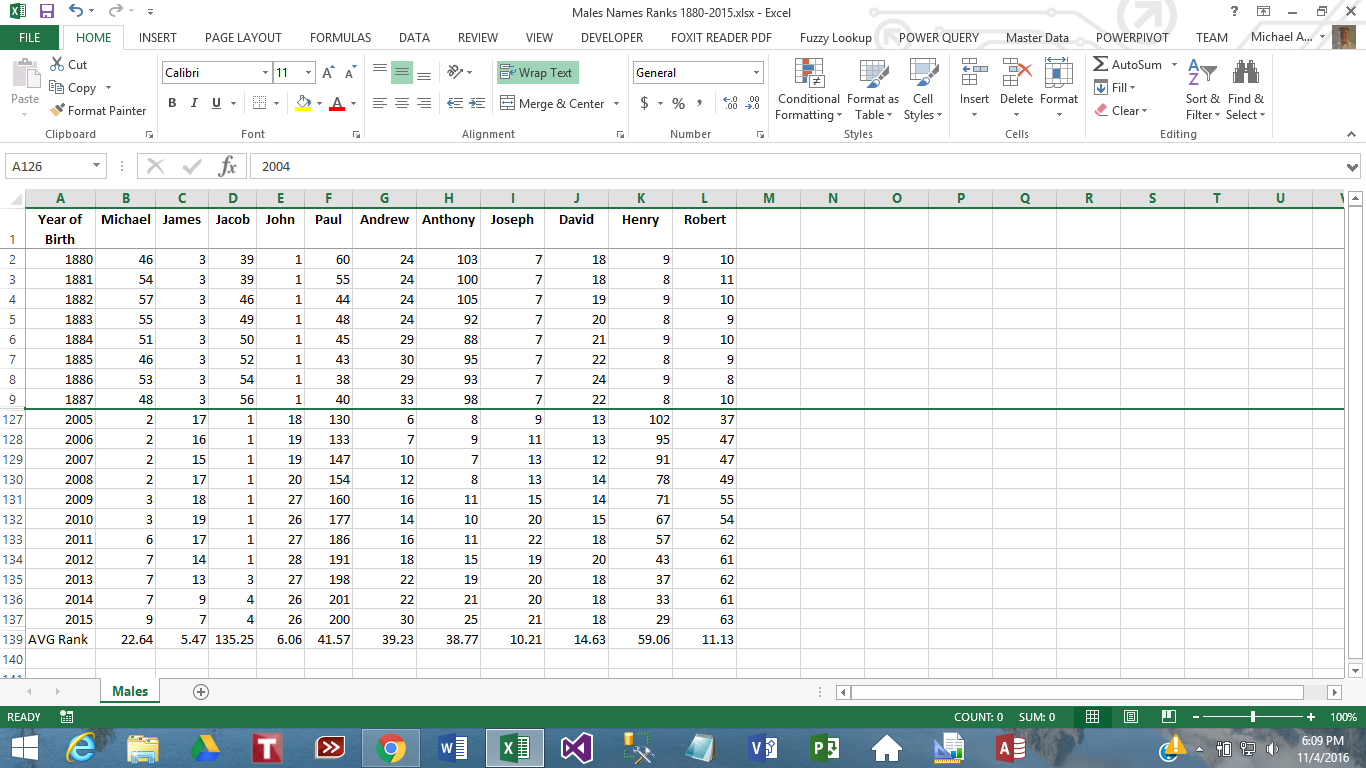 Males Names Ranks 1880-2015.xlsx - Excel
FILE HOME INSERT PAGE LAYOUT FORMULAS DATA REVIEW VIEW DEVELOPER FOXIT READER PDF Fuzzy Lookup POWER QUERY Master Data POWERPIVOT TEAM Michael A...
Paste
Cut
Copy
Format Painter
Clipboard
Calibri 11
B I U
Font
Wrap Text
Merge & Center
Alignment
General
$ % ,
Number
Conditional Formatting
Format as Table
Cell Styles
Styles
Insert Delete Format
Cells
AutoSum
Fill
Clear
Sort & Filter
Find & Select
Editing
A126 fx 2004
A B C D E F G H I J K L M N O P Q R S T U V
1 Year of Birth Michael James Jacob John Paul Andrew Anthony Joseph David Henry Robert
2 1880 46 3 39 1 60 24 103 7 18 9 10
3 1881 54 3 39 1 55 24 100 7 18 8 11
4 1882 57 3 46 1 44 24 105 7 19 9 10
5 1883 55 3 49 1 48 24 92 7 20 8 9
6 1884 51 3 50 1 45 29 88 7 21 9 10
7 1885 46 3 52 1 43 30 95 7 22 8 9
8 1886 53 3 54 1 38 29 93 7 24 9 8
9 1887 48 3 56 1 40 33 98 7 22 8 10
127 2005 2 17 1 18 130 6 8 9 13 102 37
128 2006 2 16 1 19 133 7 9 11 13 95 47
129 2007 2 15 1 19 147 10 7 13 12 91 47
130 2008 2 17 1 20 154 12 8 13 14 78 49
131 2009 3 18 1 27 160 16 11 15 14 71 55
132 2010 3 19 1 26 177 14 10 20 15 67 54
133 2011 6 17 1 27 186 16 11 22 18 57 62
134 2012 7 14 1 28 191 18 15 19 20 43 61
135 2013 7 13 3 27 198 22 19 20 18 37 62
136 2014 7 9 4 26 201 22 21 20 18 33 61
137 2015 9 7 4 26 200 30 25 21 18 29 63
139 AVG Rank 22.64 5.47 135.25 6.06 41.57 39.23 38.77 10.21 14.63 59.06 11.13
140
141
Males
READY COUNT: 0 SUM: 0 100%
6:09 PM
11/4/2016